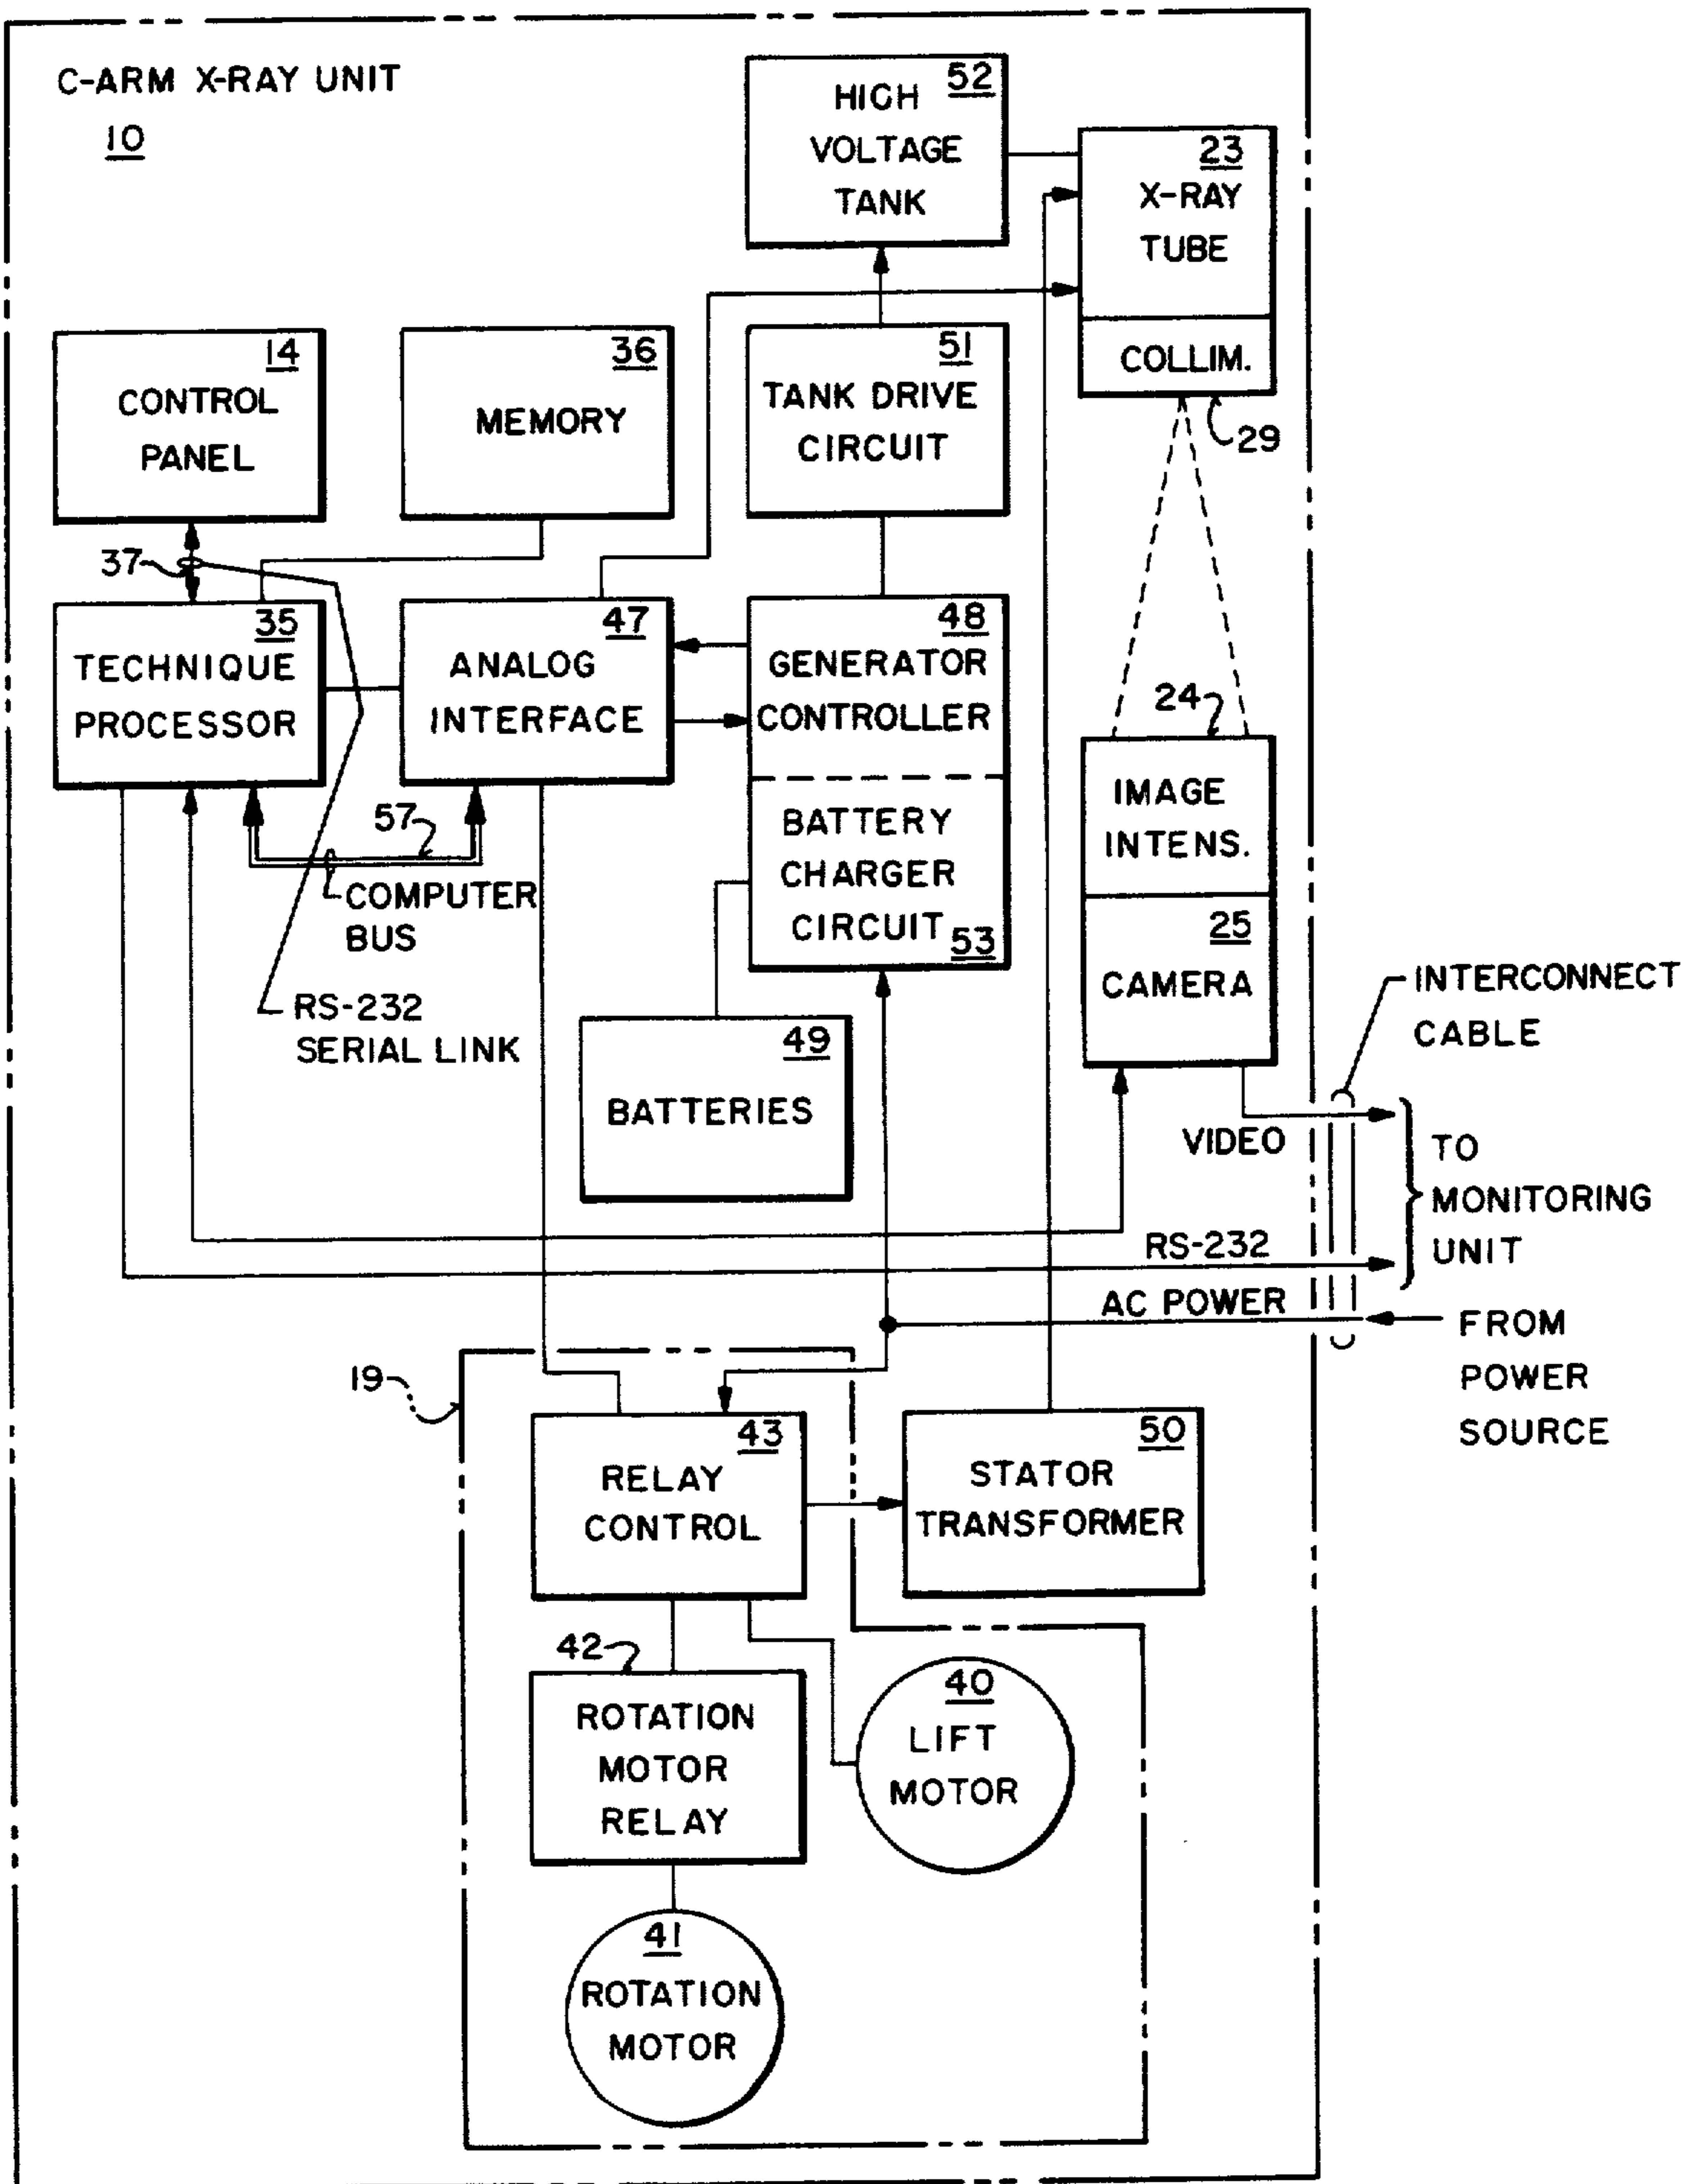 C-ARM X-RAY UNIT
10
52
HIGH
VOLTAGE
TANK
23
X-RAY
TUBE
COLLIM.
29
14
CONTROL
PANEL
36
MEMORY
51
TANK DRIVE
CIRCUIT
37
35
TECHNIQUE
PROCESSOR
47
ANALOG
INTERFACE
48
GENERATOR
CONTROLLER
BATTERY
CHARGER
CIRCUIT
53
24
IMAGE
INTENS.
25
CAMERA
57
COMPUTER
BUS
RS-232
SERIAL LINK
49
BATTERIES
INTERCONNECT
CABLE
VIDEO
TO
MONITORING
UNIT
RS-232
AC POWER
FROM
POWER
SOURCE
19
43
RELAY
CONTROL
50
STATOR
TRANSFORMER
42
ROTATION
MOTOR
RELAY
40
LIFT
MOTOR
41
ROTATION
MOTOR